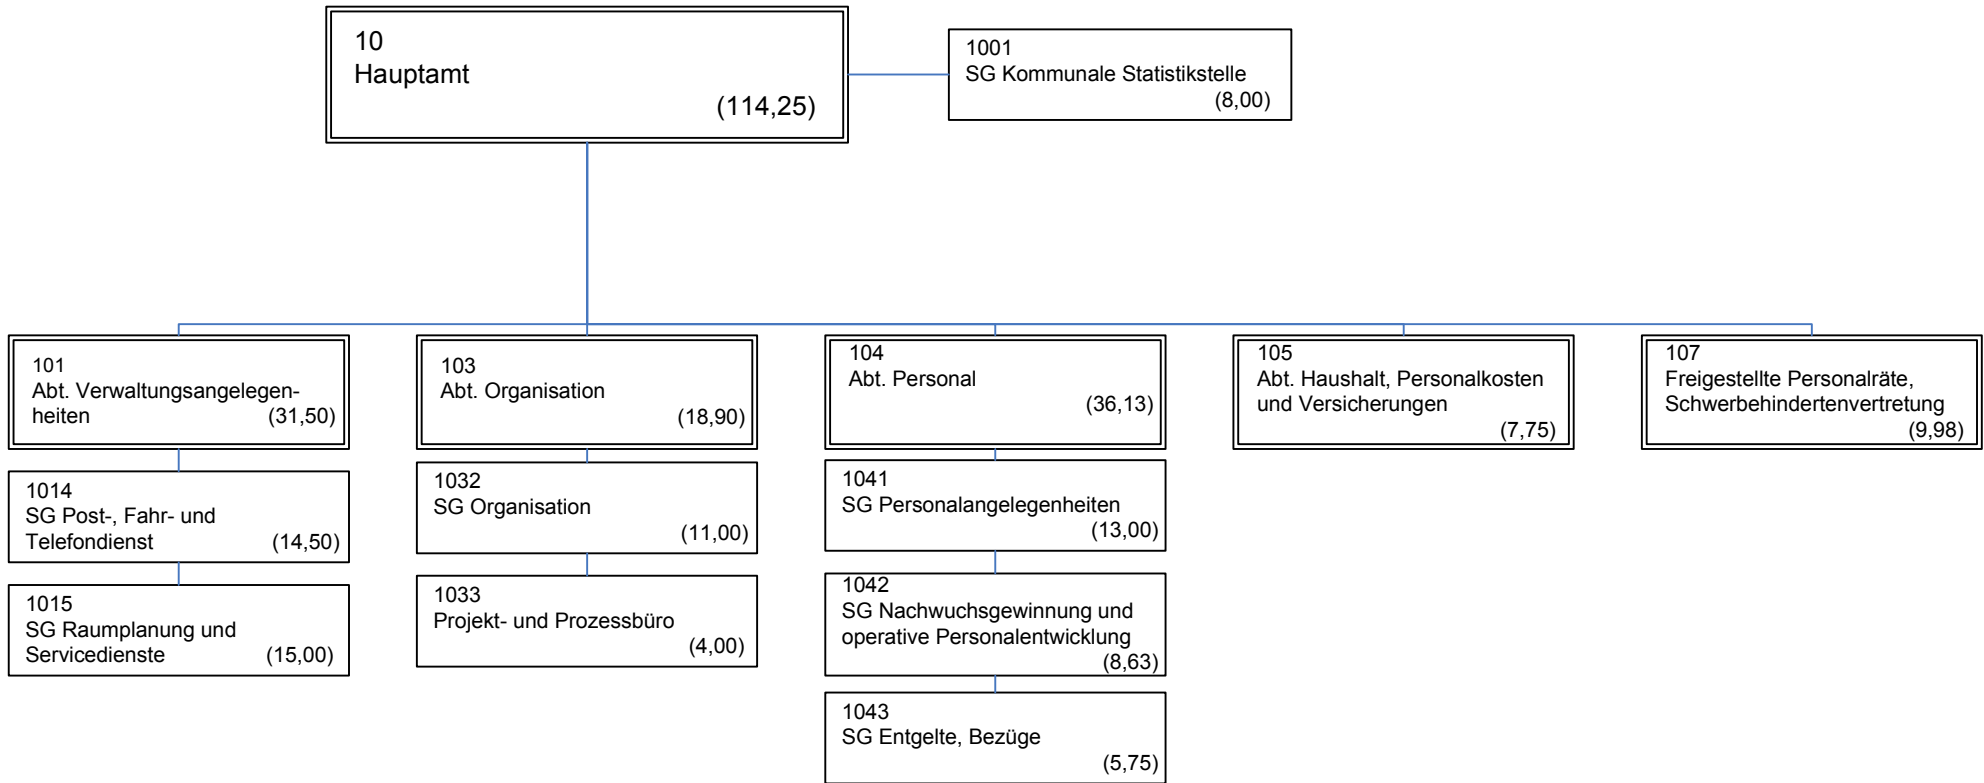 10
Hauptamt
(114,25)
1001
SG Kommunale Statistikstelle
(8,00)
101
Abt. Verwaltungsangelegen-
heiten (31,50)
1014
SG Post-, Fahr- und
Telefondienst (14,50)
1015
SG Raumplanung und
Servicedienste (15,00)
103
Abt. Organisation
(18,90)
1032
SG Organisation
(11,00)
1033
Projekt- und Prozessbüro
(4,00)
104
Abt. Personal
(36,13)
1041
SG Personalangelegenheiten
(13,00)
1042
SG Nachwuchsgewinnung und
operative Personalentwicklung
(8,63)
1043
SG Entgelte, Bezüge
(5,75)
105
Abt. Haushalt, Personalkosten
und Versicherungen
(7,75)
107
Freigestellte Personalräte,
Schwerbehindertenvertretung
(9,98)